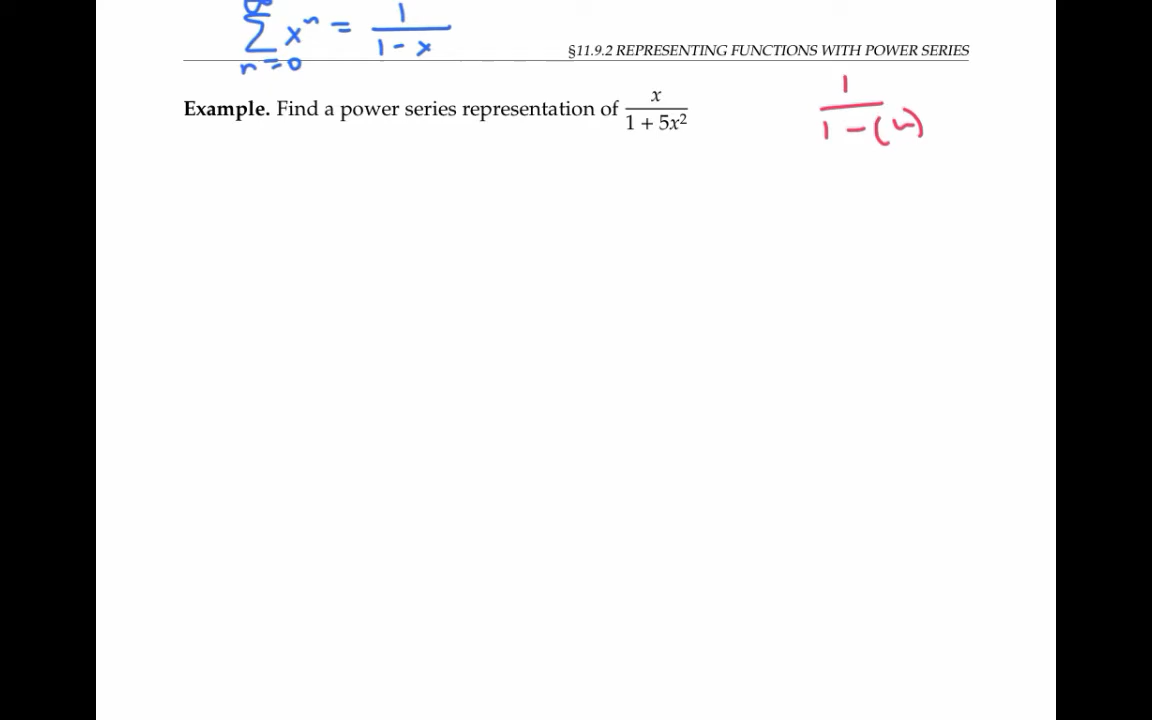 ∞
∑ xⁿ = 1/(1 - x)
n=0
§11.9.2 REPRESENTING FUNCTIONS WITH POWER SERIES
Example. Find a power series representation of x/(1 + 5x²)
1/(1 - (u))